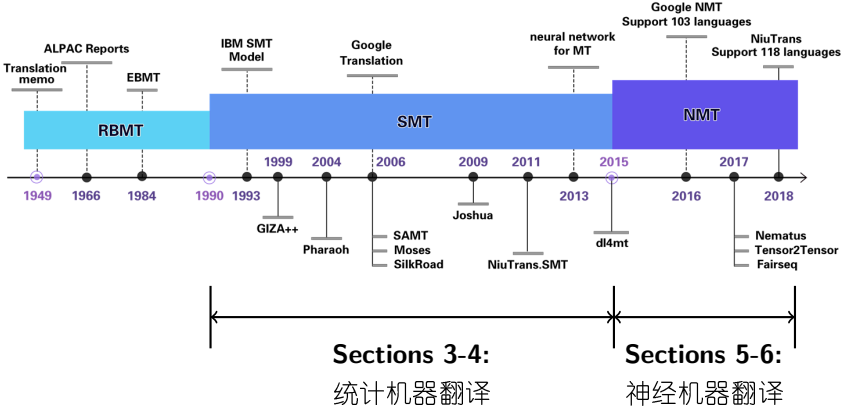 Google NMT
Support 103 languages
ALPAC Reports
IBM SMT
Model
Google
Translation
neural network
for MT
NiuTrans
Support 118 languages
Translation
memo
EBMT
RBMT
SMT
NMT
1999
2004
2006
2009
2011
2015
2017
1949
1966
1984
1990
1993
2013
2016
2018
GIZA++
Pharaoh
SAMT
Moses
SilkRoad
Joshua
NiuTrans.SMT
dl4mt
Nematus
Tensor2Tensor
Fairseq
Sections 3-4:
统计机器翻译
Sections 5-6:
神经机器翻译